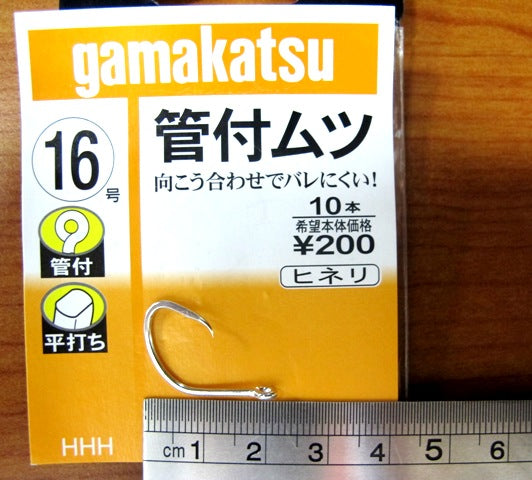 gamakatsu
16
号
管付
平打ち
HHH
管付ムツ
向こう合わせでバレにくい!
10本
希望本体価格
¥200
ヒネリ
cm 1 2 3 4 5 6